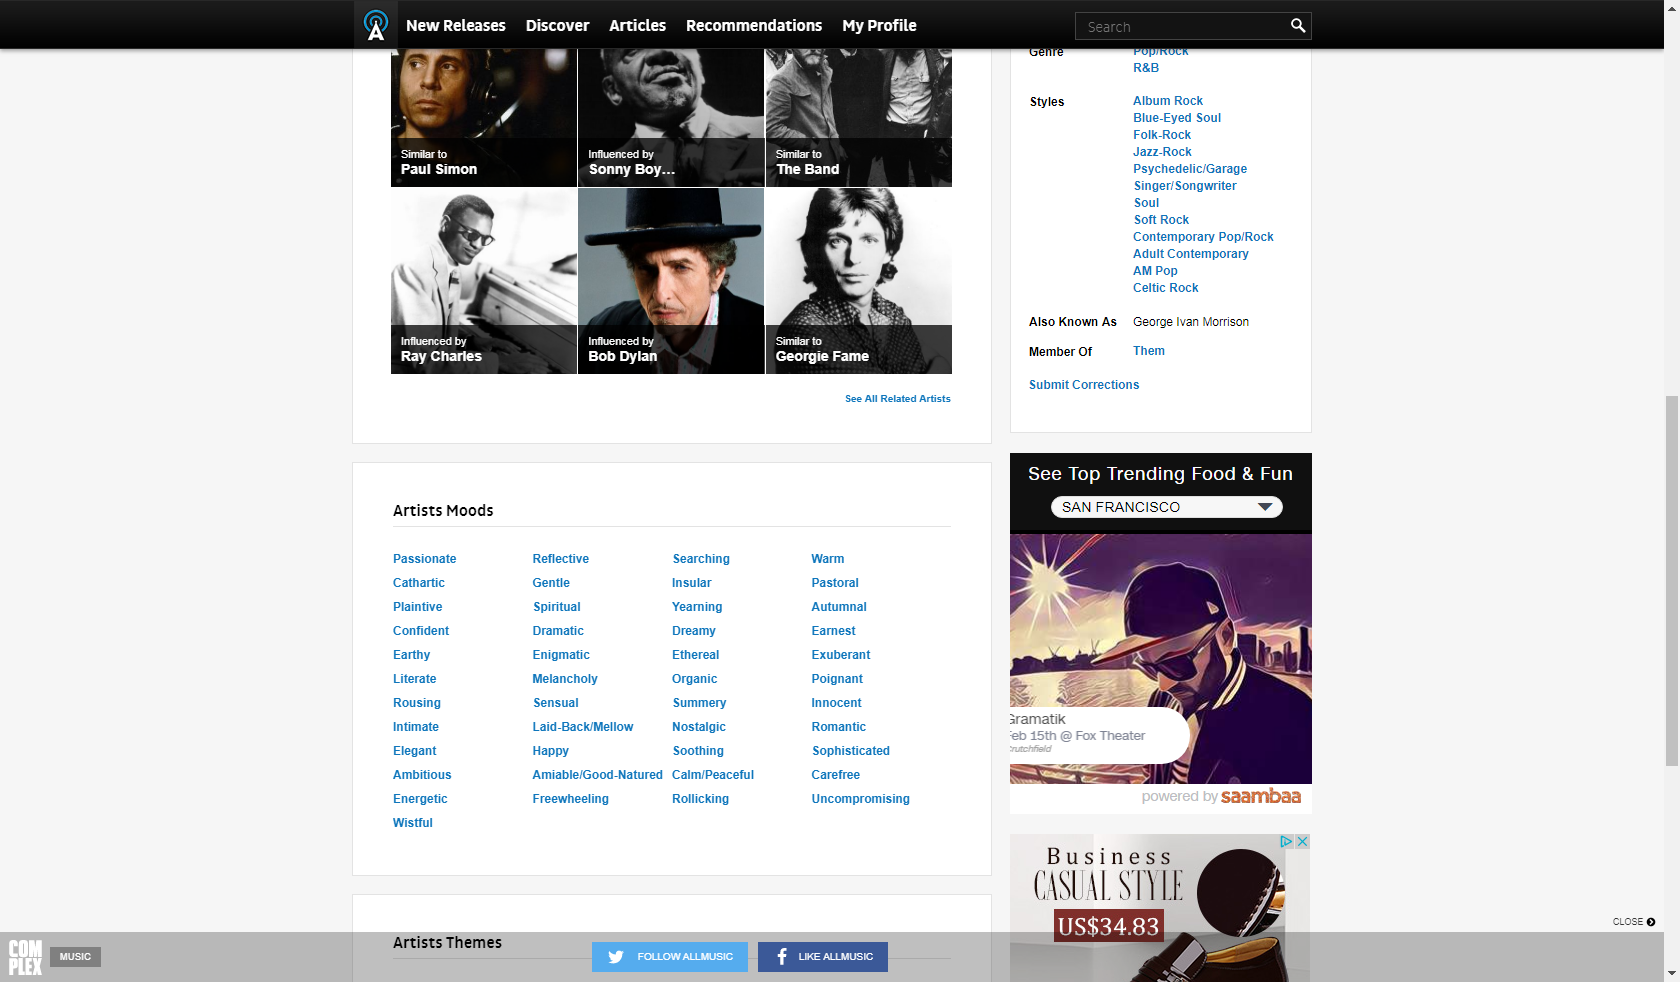 New Releases Discover Articles Recommendations My Profile Search
Similar to
Paul Simon
Influenced by
Sonny Boy...
Similar to
The Band
Influenced by
Ray Charles
Influenced by
Bob Dylan
Similar to
Georgie Fame
See All Related Artists
Genre
Pop/Rock
R&B
Styles
Album Rock
Blue-Eyed Soul
Folk-Rock
Jazz-Rock
Psychedelic/Garage
Singer/Songwriter
Soul
Soft Rock
Contemporary Pop/Rock
Adult Contemporary
AM Pop
Celtic Rock
Also Known As George Ivan Morrison
Member Of Them
Submit Corrections
Artists Moods
Passionate Reflective Searching Warm
Cathartic Gentle Insular Pastoral
Plaintive Spiritual Yearning Autumnal
Confident Dramatic Dreamy Earnest
Earthy Enigmatic Ethereal Exuberant
Literate Melancholy Organic Poignant
Rousing Sensual Summery Innocent
Intimate Laid-Back/Mellow Nostalgic Romantic
Elegant Happy Soothing Sophisticated
Ambitious Amiable/Good-Natured Calm/Peaceful Carefree
Energetic Freewheeling Rollicking Uncompromising
Wistful
See Top Trending Food & Fun
SAN FRANCISCO
Gramatik
Feb 15th @ Fox Theater
Crutchfield
powered by saambaa
Business
CASUAL STYLE
US$34.83
CLOSE
Artists Themes
COMPLEX
MUSIC
FOLLOW ALLMUSIC
LIKE ALLMUSIC